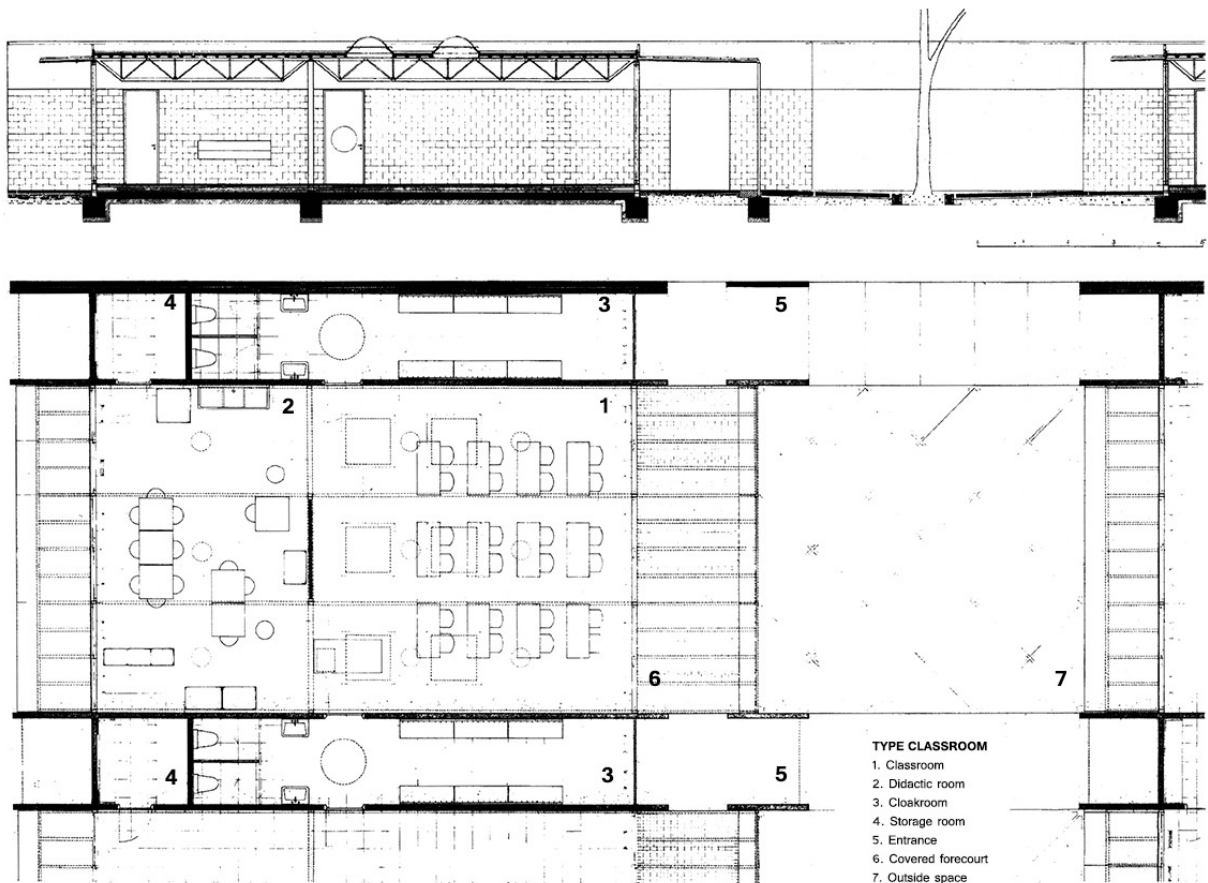 3
4
3
5
2
1
6
7
4
3
5
TYPE CLASSROOM
1. Classroom
2. Didactic room
3. Cloakroom
4. Storage room
5. Entrance
6. Covered forecourt
7. Outside space